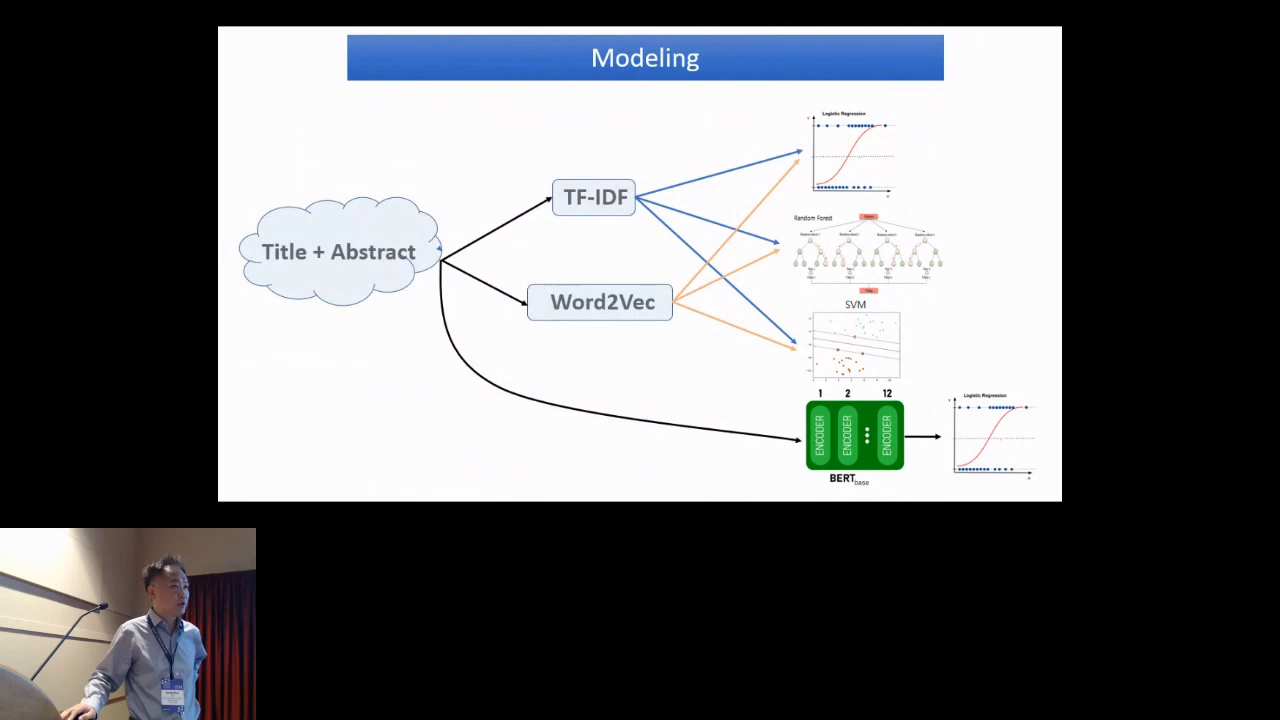 Modeling
Logistic Regression
TF-IDF
Random Forest
Title + Abstract
Word2Vec
SVM
1 2 12
ENCODER ENCODER ENCODER
BERTbase
Logistic Regression